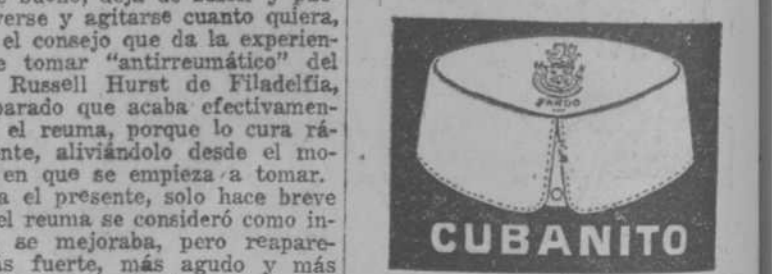 verse y agitarse cuanto quiera,
el consejo que da la experien-
e tomar "antirreumático" del
Russell Hurst de Filadelfia,
parado que acaba efectivamen-
el reuma, porque lo cura rá-
nte, aliviándolo desde el mo-
en que se empieza a tomar.
a el presente, solo hace breve
el reuma se consideró como in-
se mejoraba, pero reapare-
s fuerte, más agudo y más
BARDO
CUBANITO